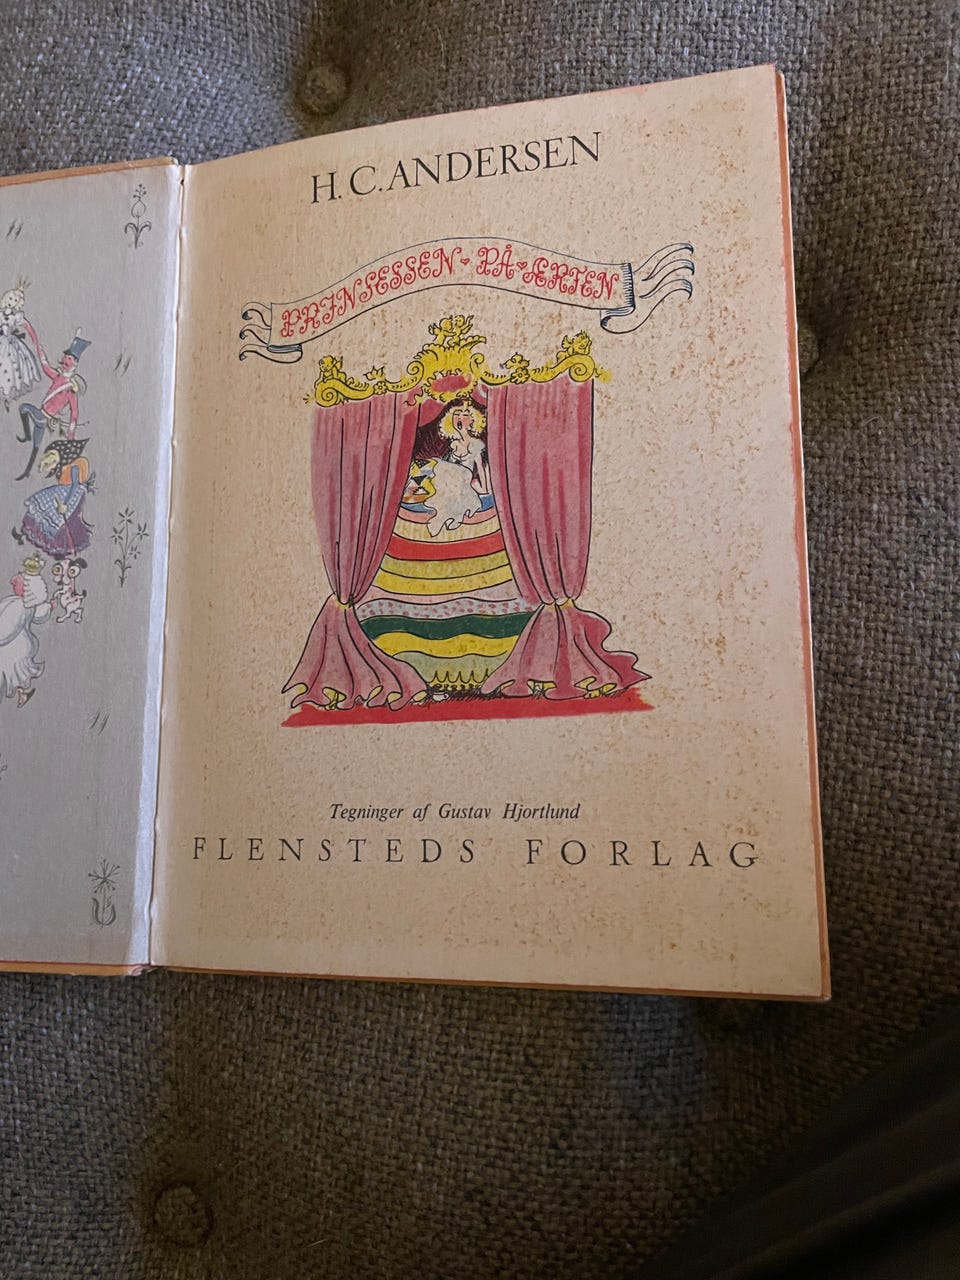 H. C. ANDERSEN
PRINSESSEN · PÅ · ÆRTEN
Tegninger af Gustav Hjortlund
FLENSTEDS FORLAG